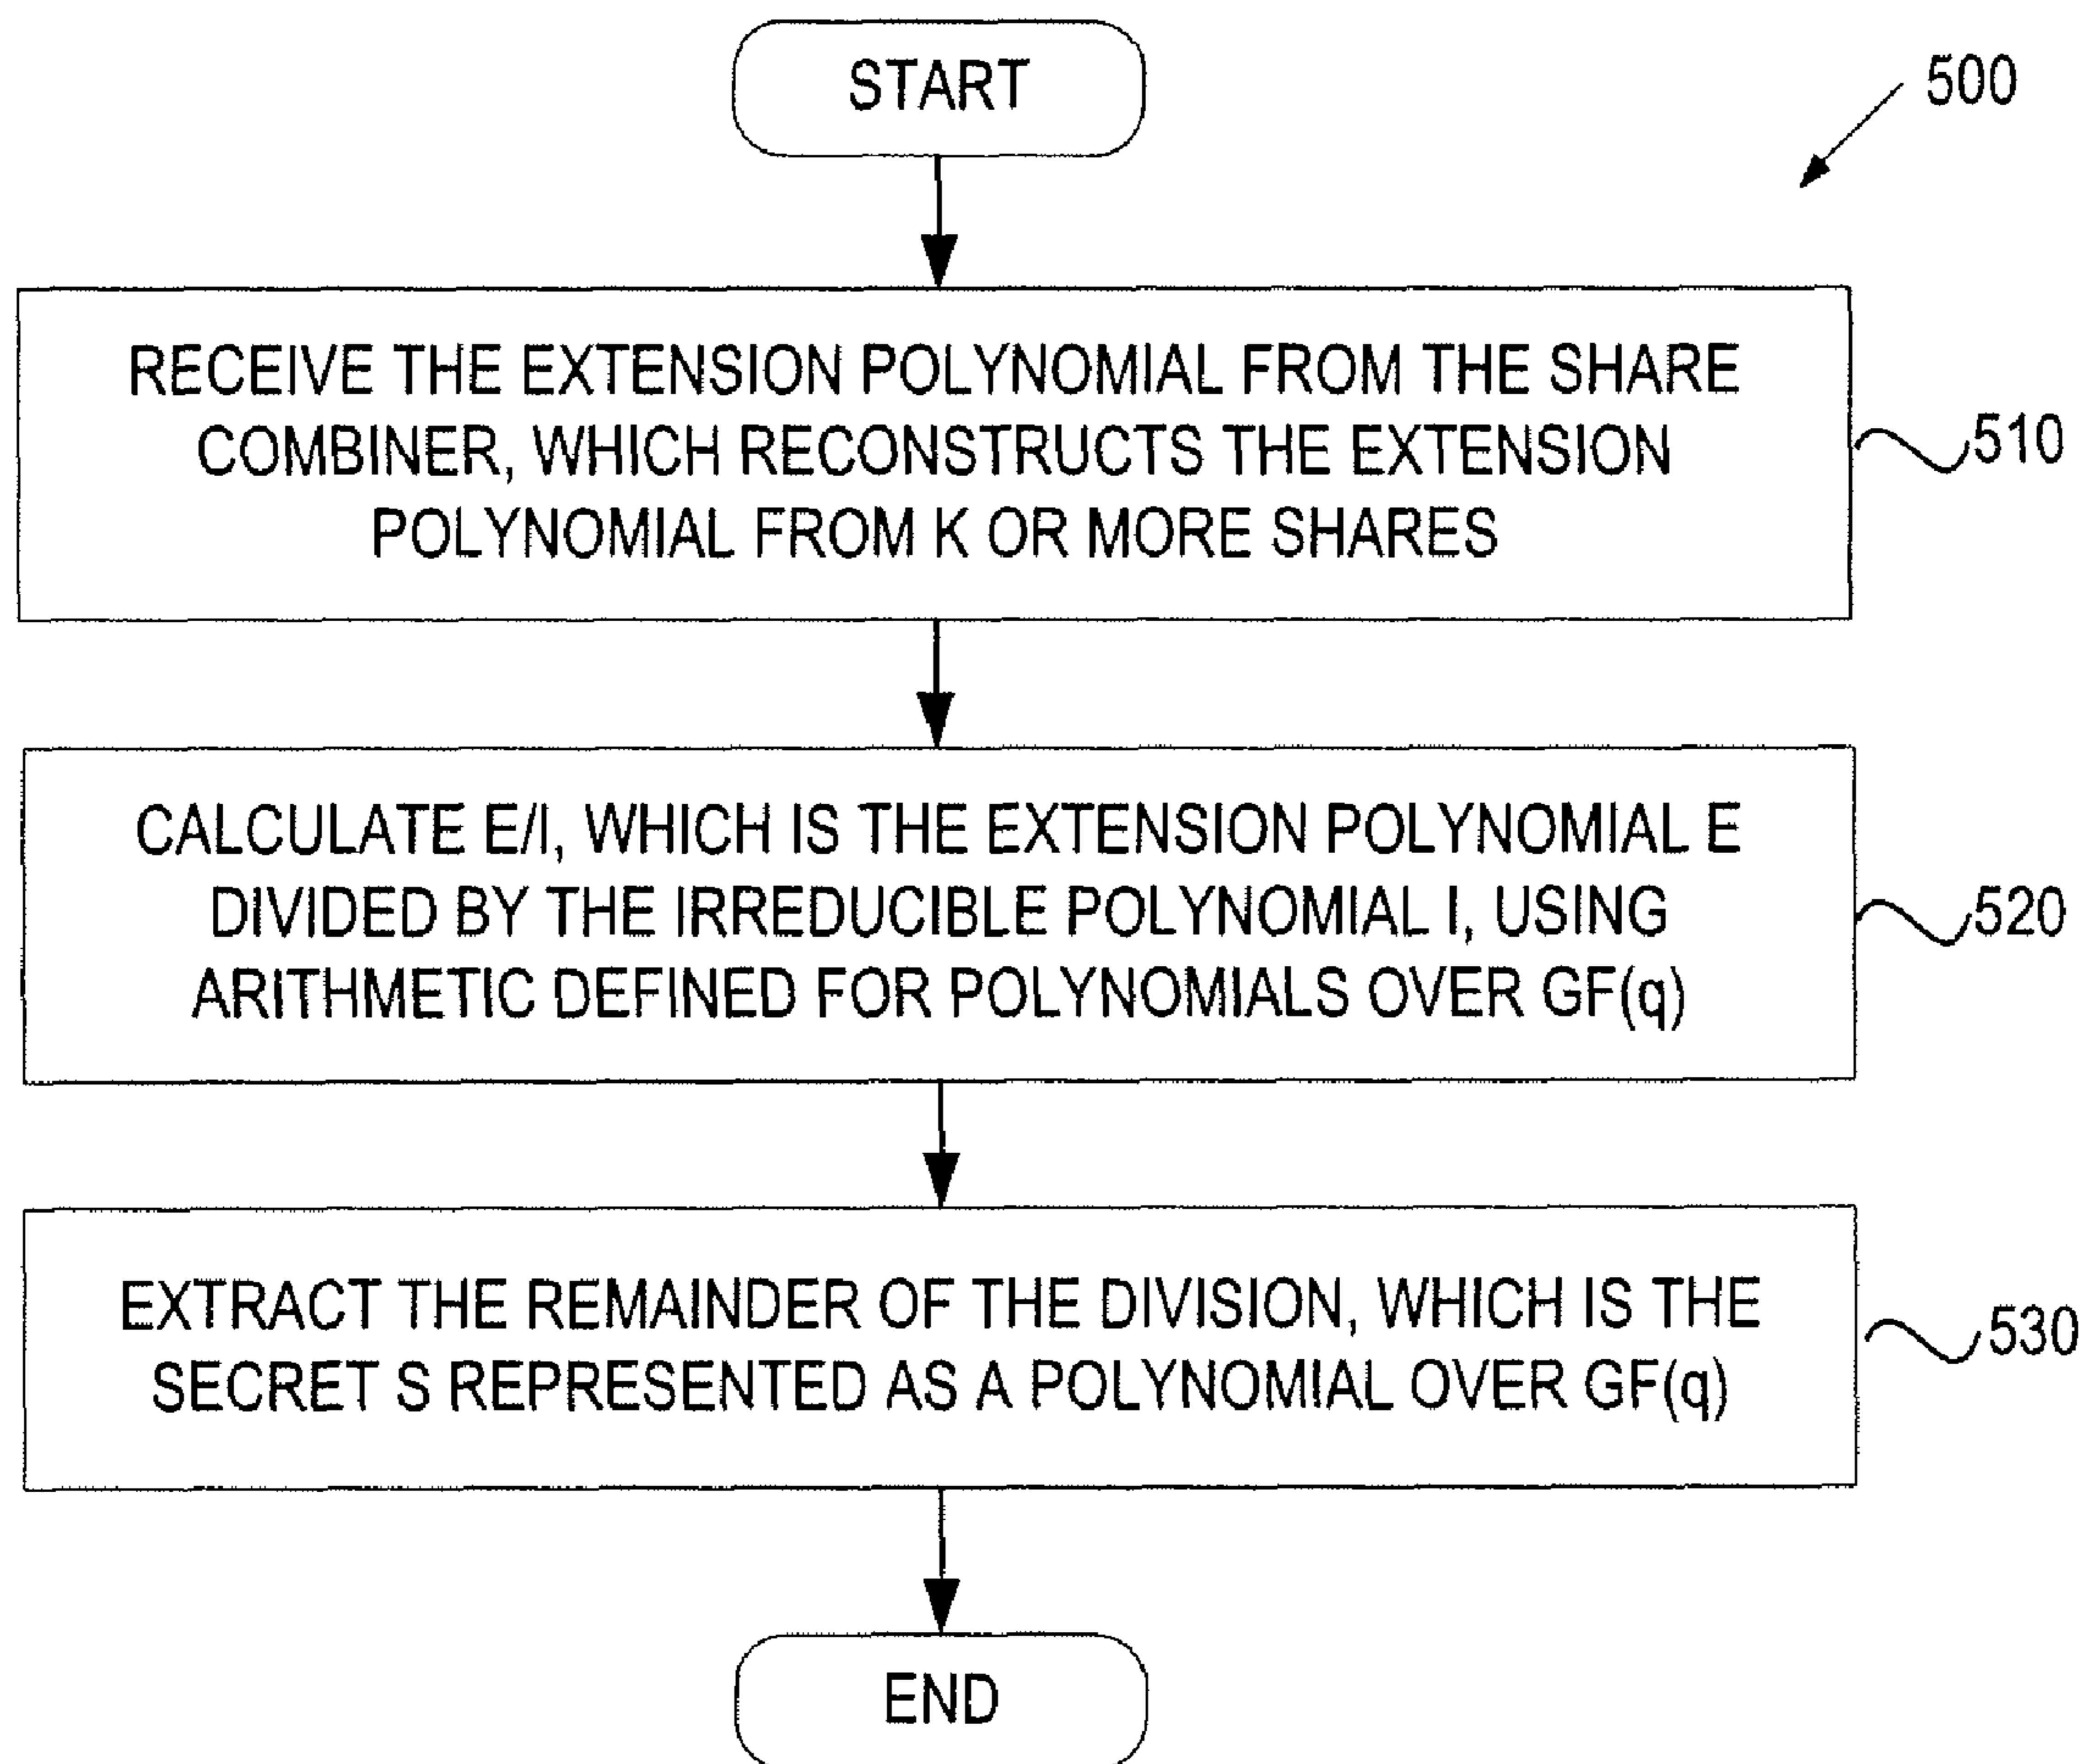 START
500
RECEIVE THE EXTENSION POLYNOMIAL FROM THE SHARE
COMBINER, WHICH RECONSTRUCTS THE EXTENSION
POLYNOMIAL FROM K OR MORE SHARES
510
CALCULATE E/I, WHICH IS THE EXTENSION POLYNOMIAL E
DIVIDED BY THE IRREDUCIBLE POLYNOMIAL I, USING
ARITHMETIC DEFINED FOR POLYNOMIALS OVER GF(q)
520
EXTRACT THE REMAINDER OF THE DIVISION, WHICH IS THE
SECRET S REPRESENTED AS A POLYNOMIAL OVER GF(q)
530
END